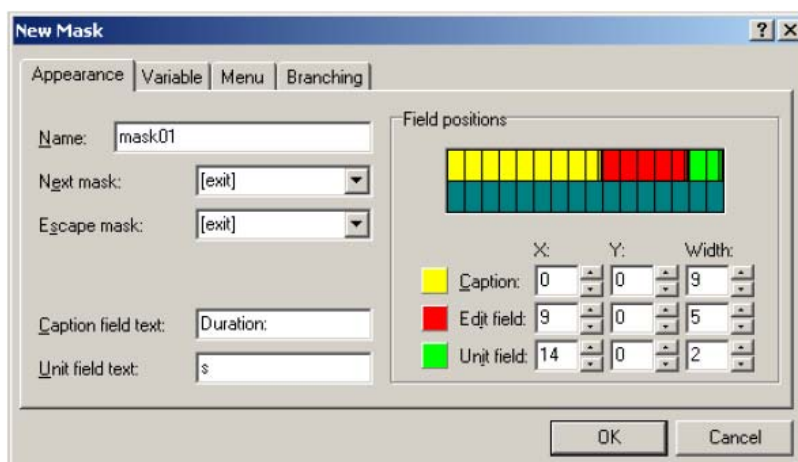 New Mask
Appearance Variable Menu Branching
Name: mask01
Next mask: [exit]
Escape mask: [exit]
Caption field text: Duration:
Unit field text: s
Field positions
X: Y: Width:
Caption: 0 0 9
Edit field: 9 0 5
Unit field: 14 0 2
OK Cancel